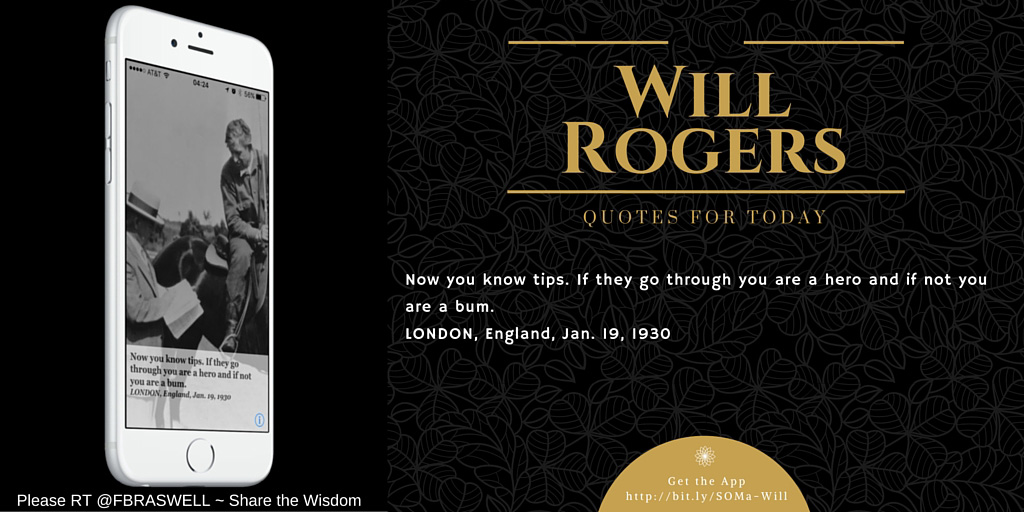 AT&T 04:24 56%
Now you know tips. If they go
through you are a hero and if not
you are a bum.
LONDON, England, Jan. 19, 1930
Please RT @FBRASWELL ~ Share the Wisdom
WILL
ROGERS
QUOTES FOR TODAY
Now you know tips. If they go through you are a hero and if not you
are a bum.
LONDON, England, Jan. 19, 1930
Get the App
http://bit.ly/SOMa-Will